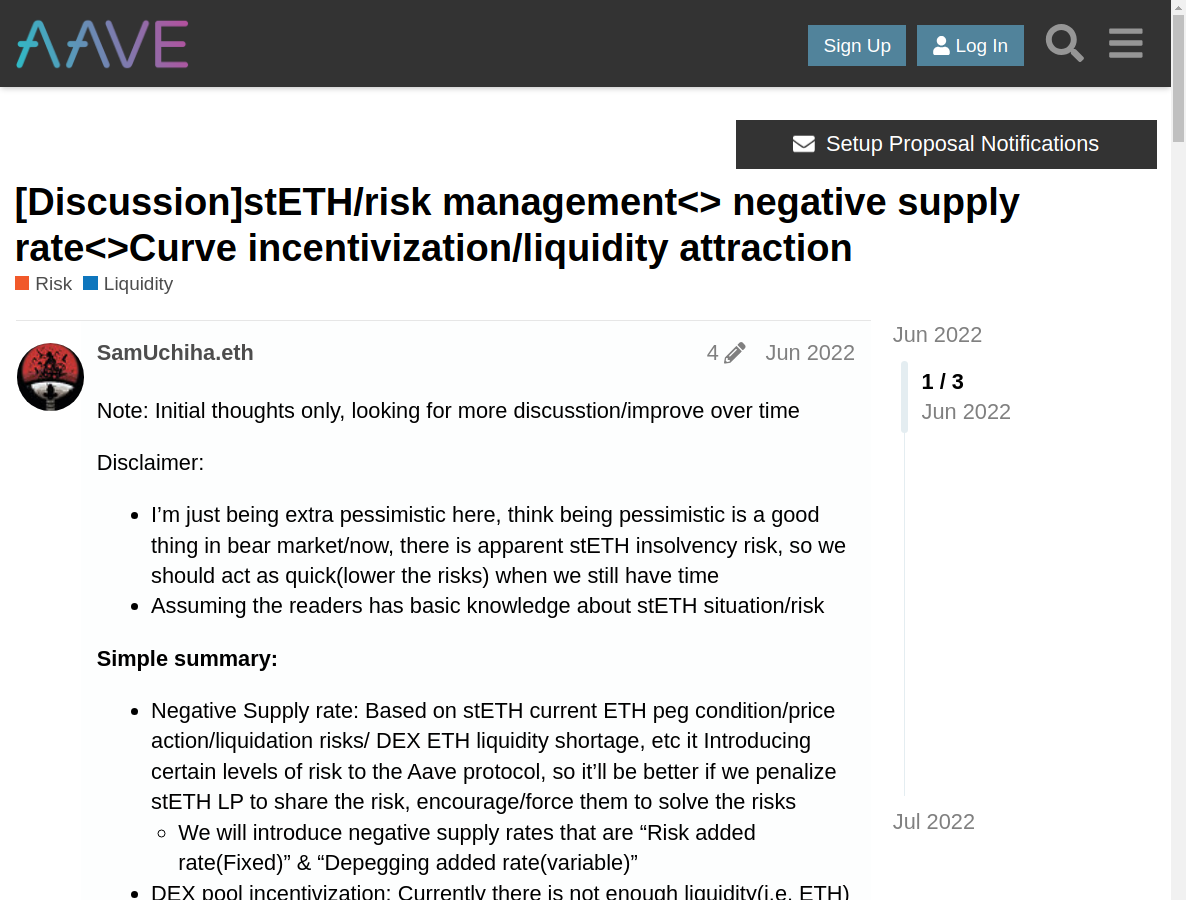 AAVE
Sign Up
Log In
Setup Proposal Notifications
[Discussion]stETH/risk management<> negative supply
rate<>Curve incentivization/liquidity attraction
Risk Liquidity
SamUchiha.eth 4 Jun 2022
Note: Initial thoughts only, looking for more discusstion/improve over time
Disclaimer:
I’m just being extra pessimistic here, think being pessimistic is a good
thing in bear market/now, there is apparent stETH insolvency risk, so we
should act as quick(lower the risks) when we still have time
Assuming the readers has basic knowledge about stETH situation/risk
Simple summary:
Negative Supply rate: Based on stETH current ETH peg condition/price
action/liquidation risks/ DEX ETH liquidity shortage, etc it Introducing
certain levels of risk to the Aave protocol, so it’ll be better if we penalize
stETH LP to share the risk, encourage/force them to solve the risks
We will introduce negative supply rates that are “Risk added
rate(Fixed)” & “Depegging added rate(variable)”
DEX pool incentivization: Currently there is not enough liquidity(i.e. ETH)
Jun 2022
1 / 3
Jun 2022
Jul 2022